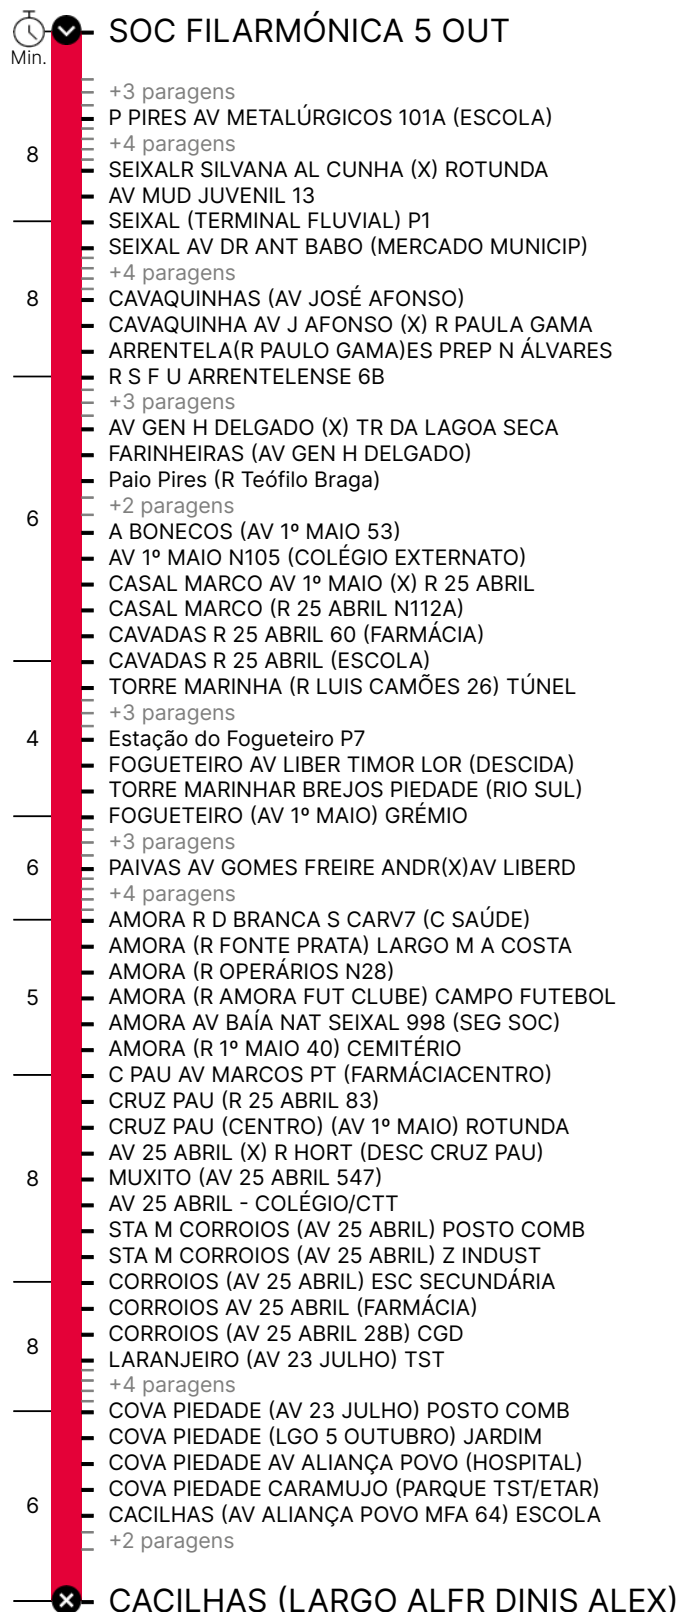 SOC FILARMÓNICA 5 OUT
Min.
+3 paragens
P PIRES AV METALÚRGICOS 101A (ESCOLA)
+4 paragens
8
SEIXALR SILVANA AL CUNHA (X) ROTUNDA
AV MUD JUVENIL 13
SEIXAL (TERMINAL FLUVIAL) P1
SEIXAL AV DR ANT BABO (MERCADO MUNICIP)
+4 paragens
8
CAVAQUINHAS (AV JOSÉ AFONSO)
CAVAQUINHA AV J AFONSO (X) R PAULA GAMA
ARRENTELA(R PAULO GAMA)ES PREP N ÁLVARES
R S F U ARRENTELENSE 6B
+3 paragens
AV GEN H DELGADO (X) TR DA LAGOA SECA
FARINHEIRAS (AV GEN H DELGADO)
Paio Pires (R Teófilo Braga)
+2 paragens
6
A BONECOS (AV 1º MAIO 53)
AV 1º MAIO N105 (COLÉGIO EXTERNATO)
CASAL MARCO AV 1º MAIO (X) R 25 ABRIL
CASAL MARCO (R 25 ABRIL N112A)
CAVADAS R 25 ABRIL 60 (FARMÁCIA)
CAVADAS R 25 ABRIL (ESCOLA)
TORRE MARINHA (R LUIS CAMÕES 26) TÚNEL
+3 paragens
4
Estação do Fogueteiro P7
FOGUETEIRO AV LIBER TIMOR LOR (DESCIDA)
TORRE MARINHAR BREJOS PIEDADE (RIO SUL)
FOGUETEIRO (AV 1º MAIO) GRÉMIO
+3 paragens
6
PAIVAS AV GOMES FREIRE ANDR(X)AV LIBERD
+4 paragens
AMORA R D BRANCA S CARV7 (C SAÚDE)
AMORA (R FONTE PRATA) LARGO M A COSTA
AMORA (R OPERÁRIOS N28)
5
AMORA (R AMORA FUT CLUBE) CAMPO FUTEBOL
AMORA AV BAÍA NAT SEIXAL 998 (SEG SOC)
AMORA (R 1º MAIO 40) CEMITÉRIO
C PAU AV MARCOS PT (FARMÁCIACENTRO)
CRUZ PAU (R 25 ABRIL 83)
CRUZ PAU (CENTRO) (AV 1º MAIO) ROTUNDA
AV 25 ABRIL (X) R HORT (DESC CRUZ PAU)
8
MUXITO (AV 25 ABRIL 547)
AV 25 ABRIL - COLÉGIO/CTT
STA M CORROIOS (AV 25 ABRIL) POSTO COMB
STA M CORROIOS (AV 25 ABRIL) Z INDUST
CORROIOS (AV 25 ABRIL) ESC SECUNDÁRIA
CORROIOS AV 25 ABRIL (FARMÁCIA)
CORROIOS (AV 25 ABRIL 28B) CGD
8
LARANJEIRO (AV 23 JULHO) TST
+4 paragens
COVA PIEDADE (AV 23 JULHO) POSTO COMB
COVA PIEDADE (LGO 5 OUTUBRO) JARDIM
COVA PIEDADE AV ALIANÇA POVO (HOSPITAL)
COVA PIEDADE CARAMUJO (PARQUE TST/ETAR)
6
CACILHAS (AV ALIANÇA POVO MFA 64) ESCOLA
+2 paragens
CACILHAS (LARGO ALFR DINIS ALEX)